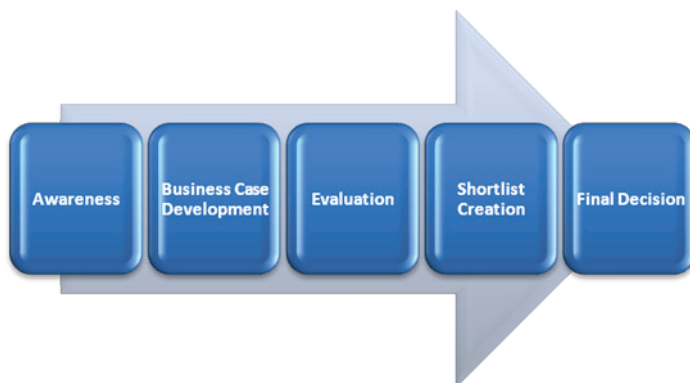 Awareness
Business Case
Development
Evaluation
Shortlist
Creation
Final Decision